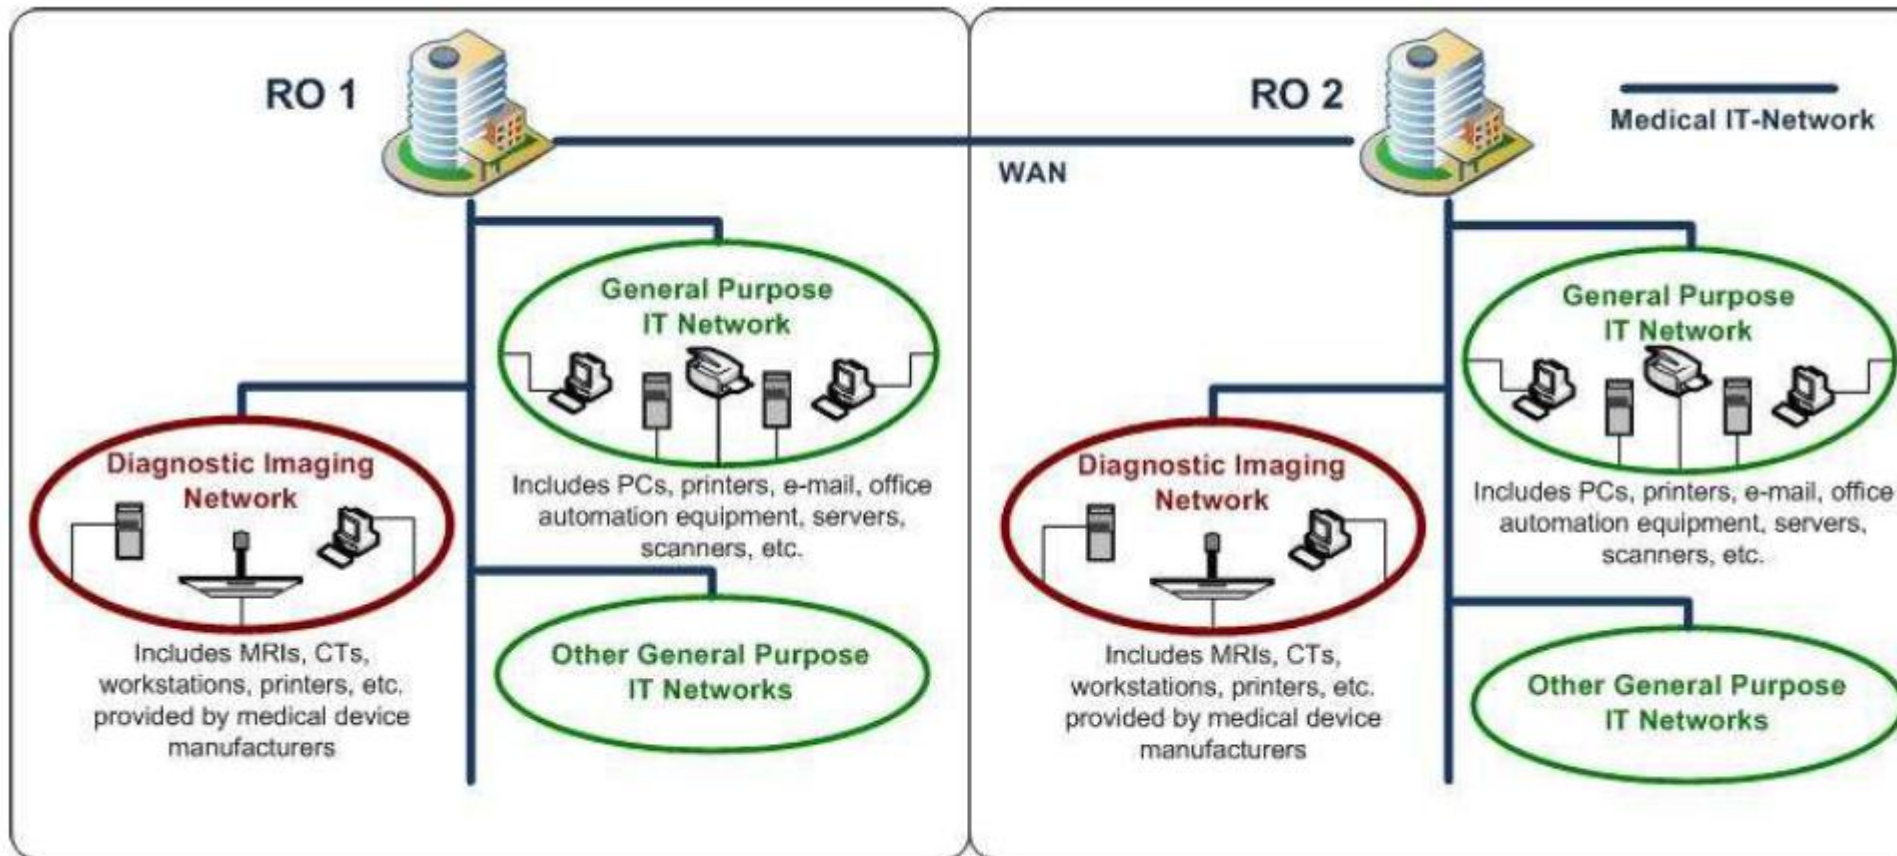 RO 1
General Purpose
IT Network
Includes PCs, printers, e-mail, office
automation equipment, servers,
scanners, etc.
Diagnostic Imaging
Network
Includes MRIs, CTs,
workstations, printers, etc.
provided by medical device
manufacturers
Other General Purpose
IT Networks
WAN
RO 2
Medical IT-Network
General Purpose
IT Network
Includes PCs, printers, e-mail, office
automation equipment, servers,
scanners, etc.
Diagnostic Imaging
Network
Includes MRIs, CTs,
workstations, printers, etc.
provided by medical device
manufacturers
Other General Purpose
IT Networks